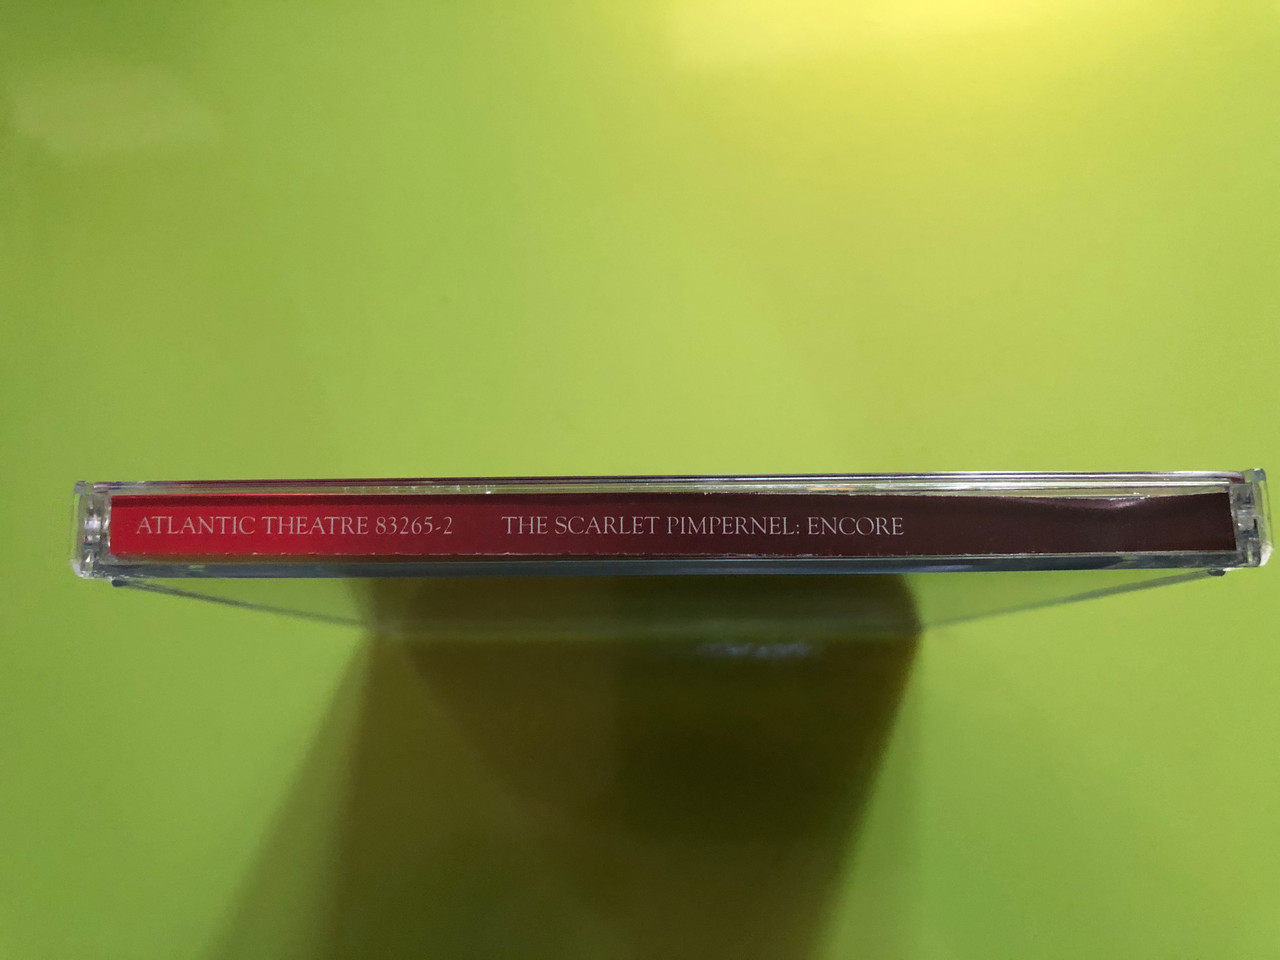 ATLANTIC THEATRE 83265-2 THE SCARLET PIMPERNEL: ENCORE